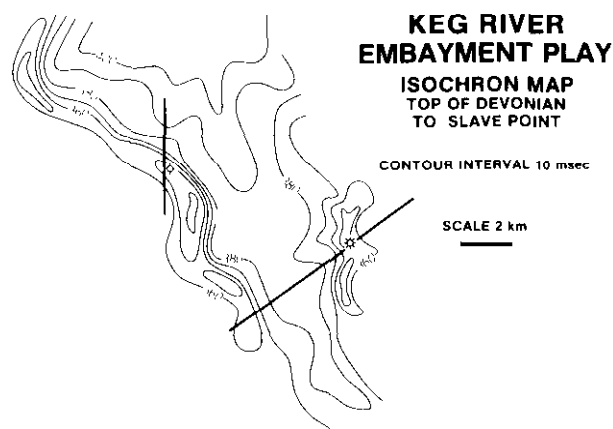 KEG RIVER
EMBAYMENT PLAY
ISOCHRON MAP
TOP OF DEVONIAN
TO SLAVE POINT
CONTOUR INTERVAL 10 msec
SCALE 2 km